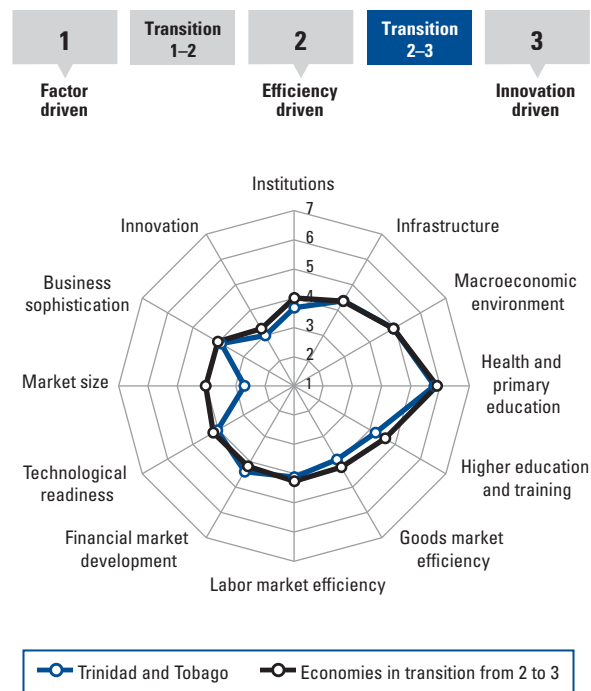 1
Transition
1–2
2
Transition
2–3
3
Factor
driven
Efficiency
driven
Innovation
driven
Institutions
Infrastructure
Macroeconomic
environment
Health and
primary
education
Higher education
and training
Goods market
efficiency
Labor market efficiency
Financial market
development
Technological
readiness
Market size
Business
sophistication
Innovation
7
6
5
4
3
2
1
Trinidad and Tobago
Economies in transition from 2 to 3